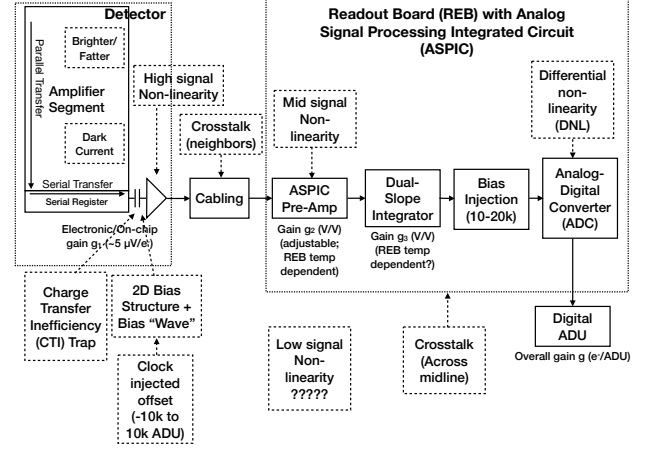 Detector
Brighter/
Fatter
Parallel Transfer
Amplifier
Segment
Dark
Current
Serial Transfer
Serial Register
High signal
Non-linearity
Electronic/On-chip
gain g₁ (~5 μV/e-)
Crosstalk
(neighbors)
Cabling
Readout Board (REB) with Analog
Signal Processing Integrated Circuit
(ASPIC)
Mid signal
Non-
linearity
ASPIC
Pre-Amp
Gain g₂ (V/V)
(adjustable;
REB temp
dependent)
Dual-
Slope
Integrator
Gain g₃ (V/V)
(REB temp
dependent?)
Bias
Injection
(10-20k)
Differential
non-
linearity
(DNL)
Analog-
Digital
Converter
(ADC)
Digital
ADU
Overall gain g (e-/ADU)
Charge
Transfer
Inefficiency
(CTI) Trap
2D Bias
Structure +
Bias “Wave”
Clock
injected
offset
(-10k to
10k ADU)
Low signal
Non-
linearity
?????
Crosstalk
(Across
midline)